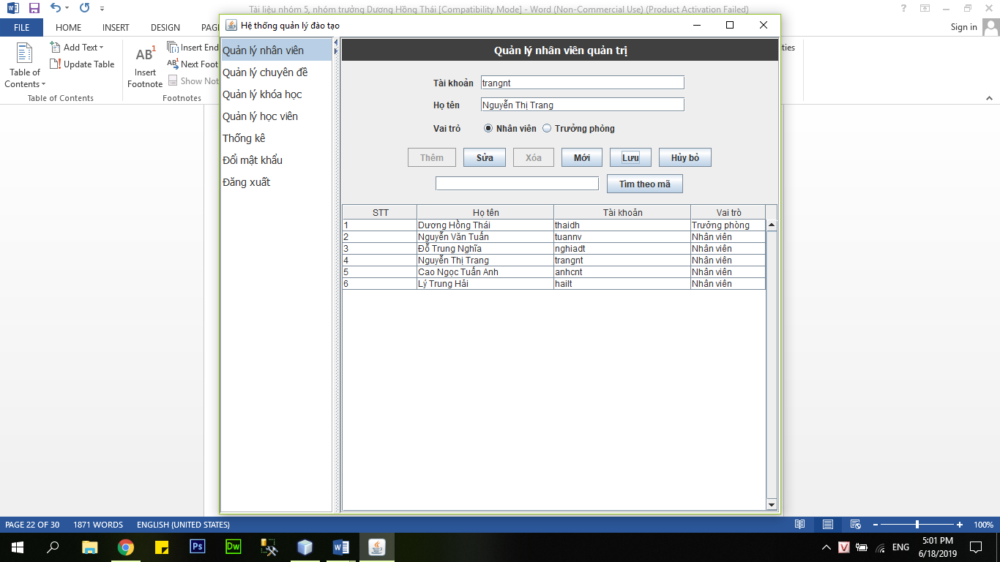 Tài liệu nhóm 5, nhóm trưởng Dương Hồng Thái [Compatibility Mode] - Word (Non-Commercial Use) (Product Activation Failed)
FILE HOME INSERT DESIGN Sign in
Hệ thống quản lý đào tạo
Table of Contents
Add Text
Update Table
Table of Contents
AB1
Insert Footnote
Insert End
Next Foot
Show Not
Footnotes
Quản lý nhân viên
Quản lý chuyên đề
Quản lý khóa học
Quản lý học viên
Thống kê
Đổi mật khẩu
Đăng xuất
Quản lý nhân viên quản trị
Tài khoản trangnt
Họ tên Nguyễn Thị Trang
Vai trò Nhân viên Trưởng phòng
Thêm Sửa Xóa Mới Lưu Hủy bỏ
Tìm theo mã
STT Họ tên Tài khoản Vai trò
1 Dương Hồng Thái thaidh Trưởng phòng
2 Nguyễn Văn Tuấn tuannv Nhân viên
3 Đỗ Trung Nghĩa nghiadt Nhân viên
4 Nguyễn Thị Trang trangnt Nhân viên
5 Cao Ngọc Tuấn Anh anhcnt Nhân viên
6 Lý Trung Hải hailt Nhân viên
PAGE 22 OF 30 1871 WORDS ENGLISH (UNITED STATES) 100%
Ps Dw ENG 5:01 PM
6/18/2019